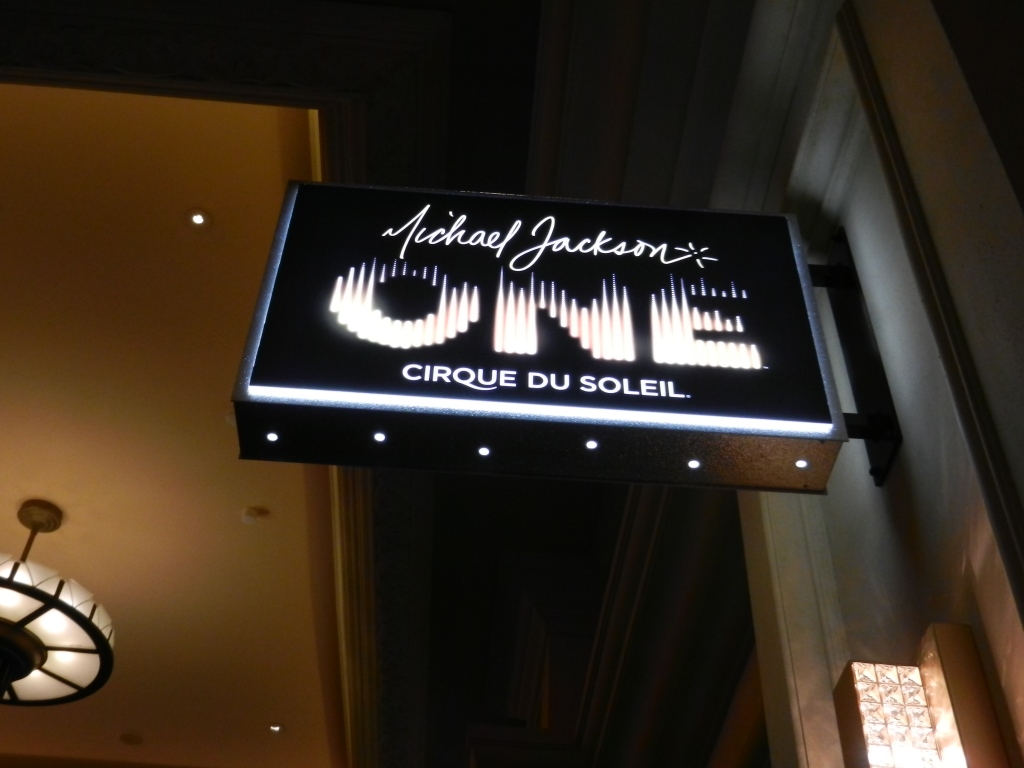 Michael Jackson
ONE
CIRQUE DU SOLEIL